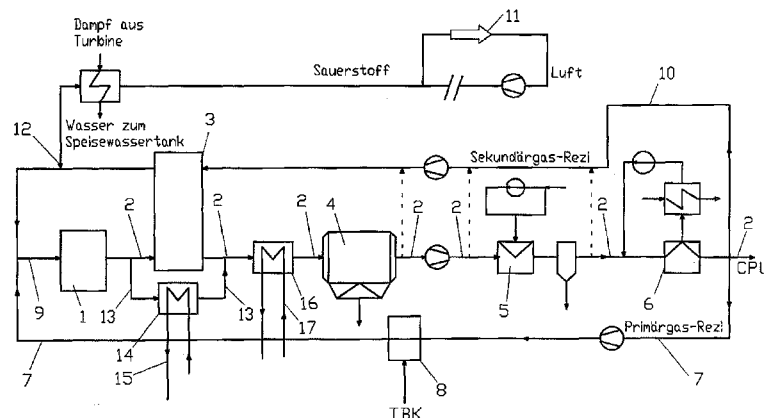 Dampf aus
Turbine
11
Sauerstoff
Luft
10
Wasser zum
Speisewassertank
12
3
Sekundärgas-Rezi
2
2
2
4
2
2
2
2
CPU
9
1
13
13
16
5
6
14
17
15
Primärgas-Rezi
7
8
7
TBK